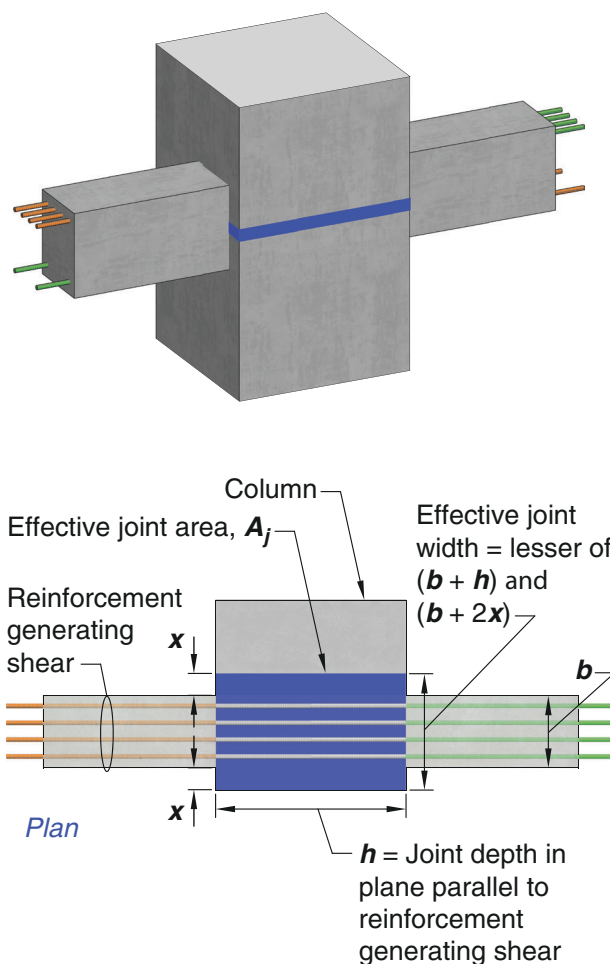 Column
Effective joint area, A_j
Effective joint
width = lesser of
(b + h) and
(b + 2x)
Reinforcement
generating
shear
x
b
x
Plan
h = Joint depth in
plane parallel to
reinforcement
generating shear